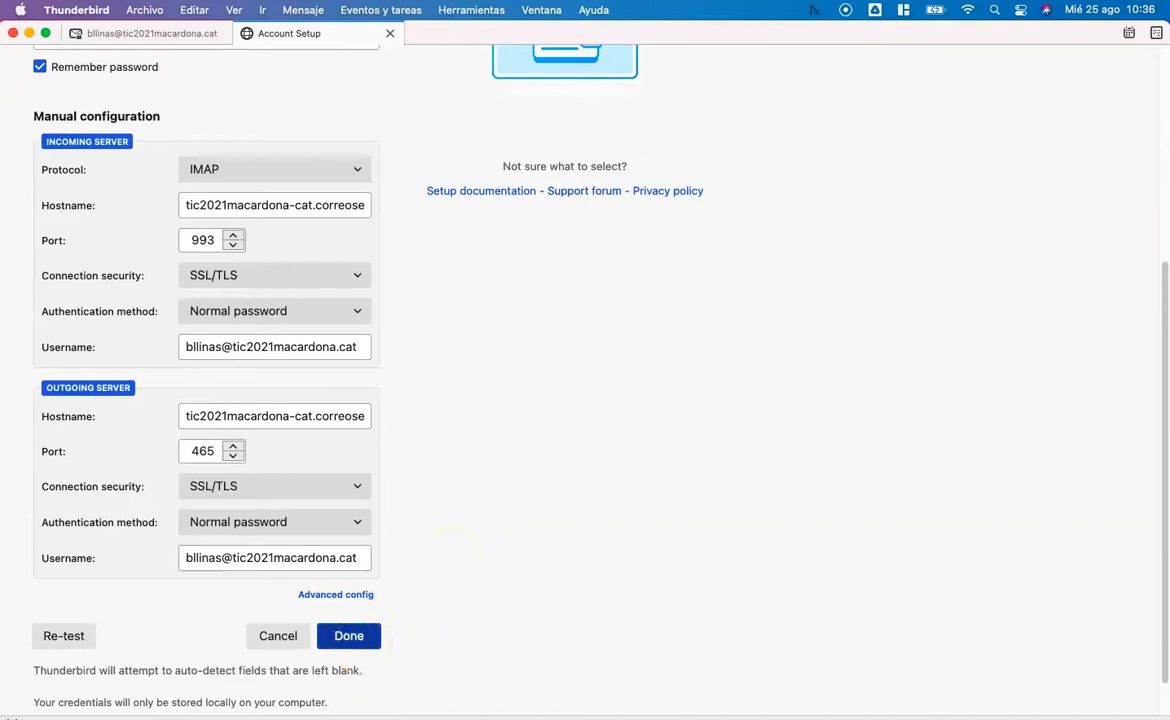 Thunderbird Archivo Editar Ver Ir Mensaje Eventos y tareas Herramientas Ventana Ayuda Mié 25 ago 10:36
bllinas@tic2021macardona.cat Account Setup
Remember password
Manual configuration
INCOMING SERVER
Protocol: IMAP
Hostname: tic2021macardona-cat.correose
Port: 993
Connection security: SSL/TLS
Authentication method: Normal password
Username: bllinas@tic2021macardona.cat
OUTGOING SERVER
Hostname: tic2021macardona-cat.correose
Port: 465
Connection security: SSL/TLS
Authentication method: Normal password
Username: bllinas@tic2021macardona.cat
Advanced config
Re-test Cancel Done
Thunderbird will attempt to auto-detect fields that are left blank.
Your credentials will only be stored locally on your computer.
Not sure what to select?
Setup documentation - Support forum - Privacy policy